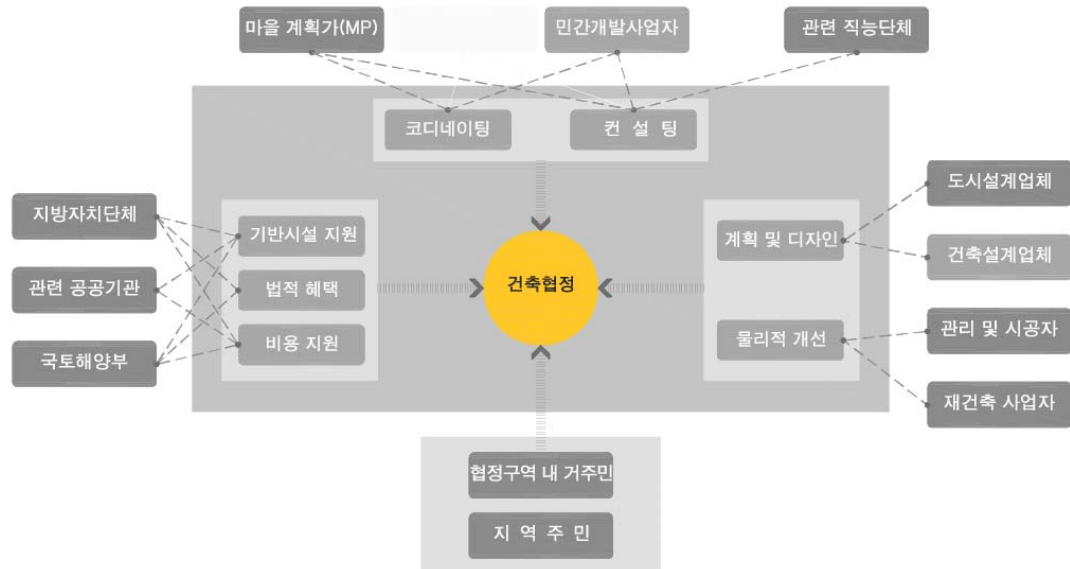 마을 계획가(MP)
민간개발사업자
관련 직능단체
코디네이팅
컨 설 팅
지방자치단체
관련 공공기관
국토해양부
기반시설 지원
법적 혜택
비용 지원
건축협정
계획 및 디자인
물리적 개선
도시설계업체
건축설계업체
관리 및 시공자
재건축 사업자
협정구역 내 거주민
지 역 주 민